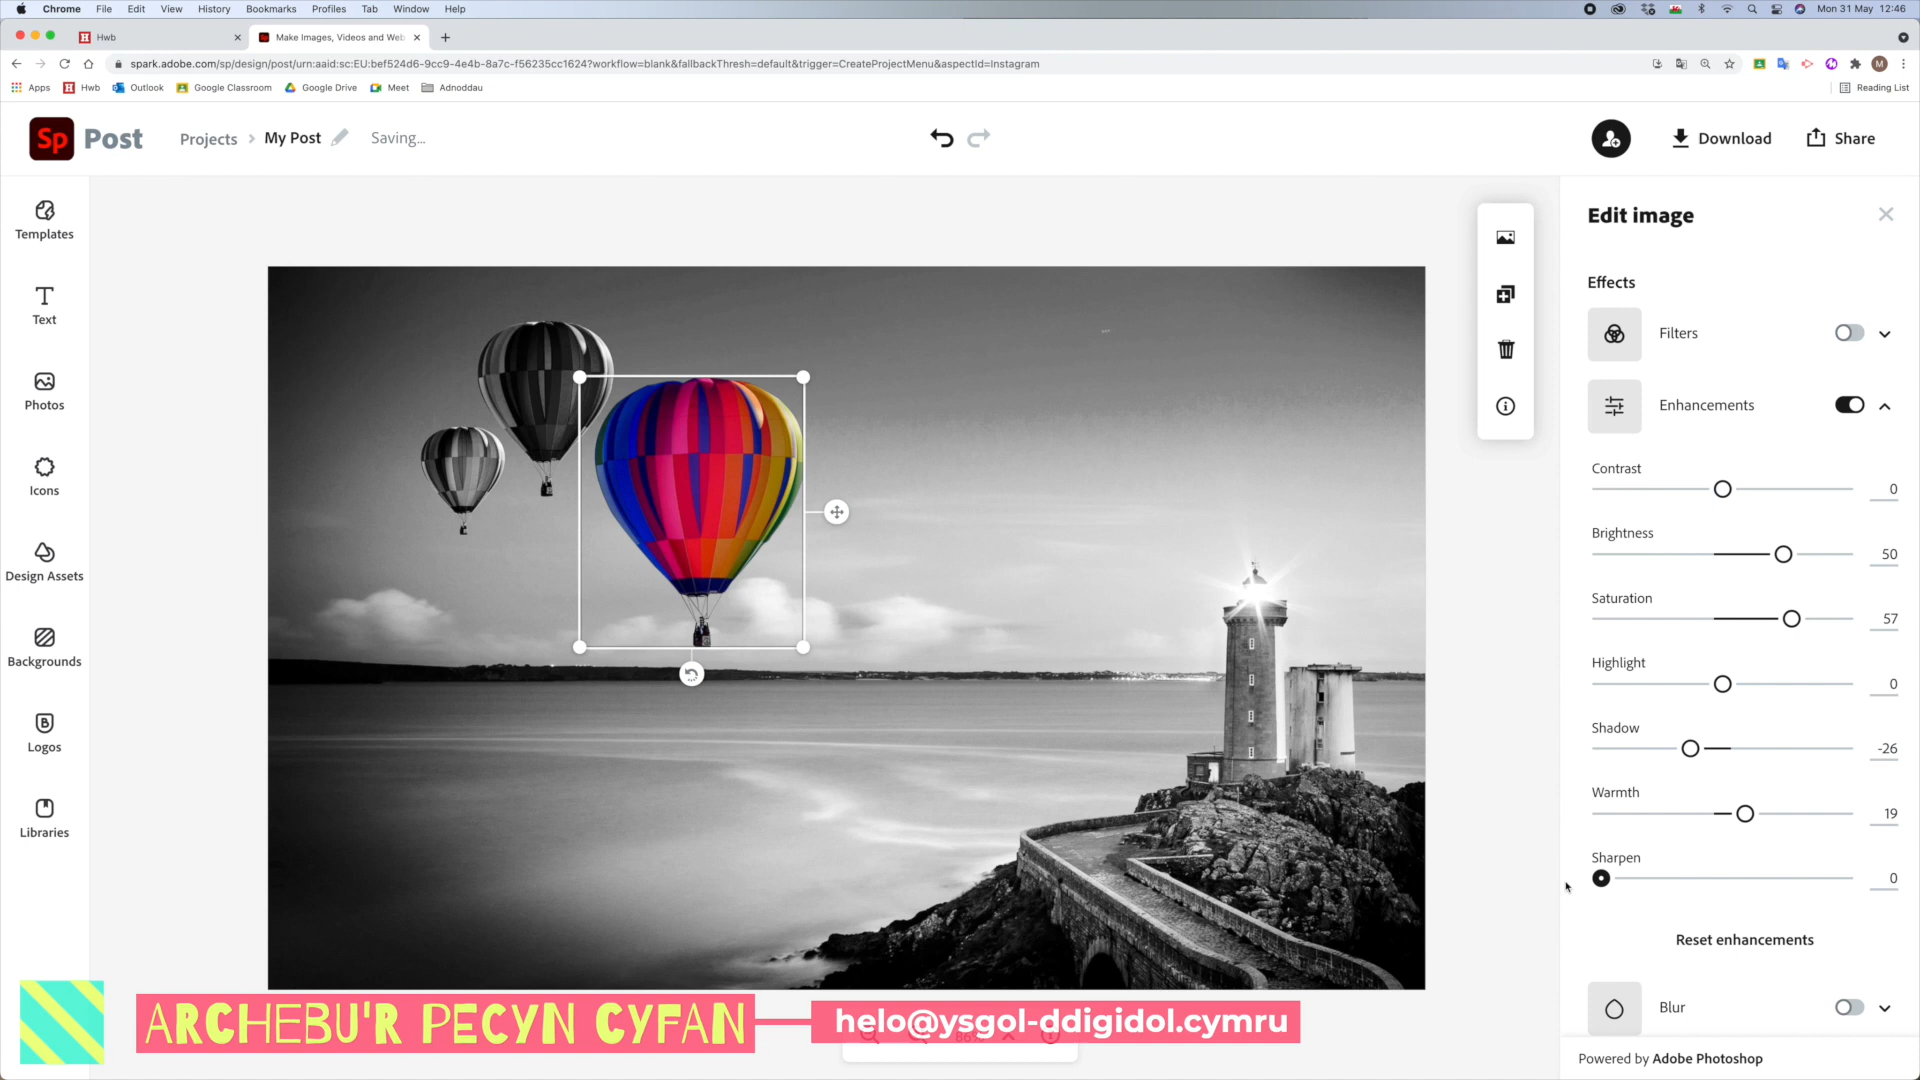 Chrome File Edit View History Bookmarks Profiles Tab Window Help Mon 31 May 12:46
Hwb Make Images, Videos and Web
spark.adobe.com/sp/design/post/urn:aaid:sc:EU:bef524d6-9cc9-4e4b-8a7c-f56235cc1624?workflow=blank&fallbackThresh=default&trigger=CreateProjectMenu&aspectId=Instagram
Apps Hwb Outlook Google Classroom Google Drive Meet Adnoddau Reading List
Sp Post Projects > My Post Saving... Download Share
Templates
Text
Photos
Icons
Design Assets
Backgrounds
Logos
Libraries
Edit image
Effects
Filters
Enhancements
Contrast
0
Brightness
50
Saturation
57
Highlight
0
Shadow
-26
Warmth
19
Sharpen
0
Reset enhancements
Blur
Powered by Adobe Photoshop
ARCHEBU'R PECYN CYFAN
helo@ysgol-ddigidol.cymru
86%